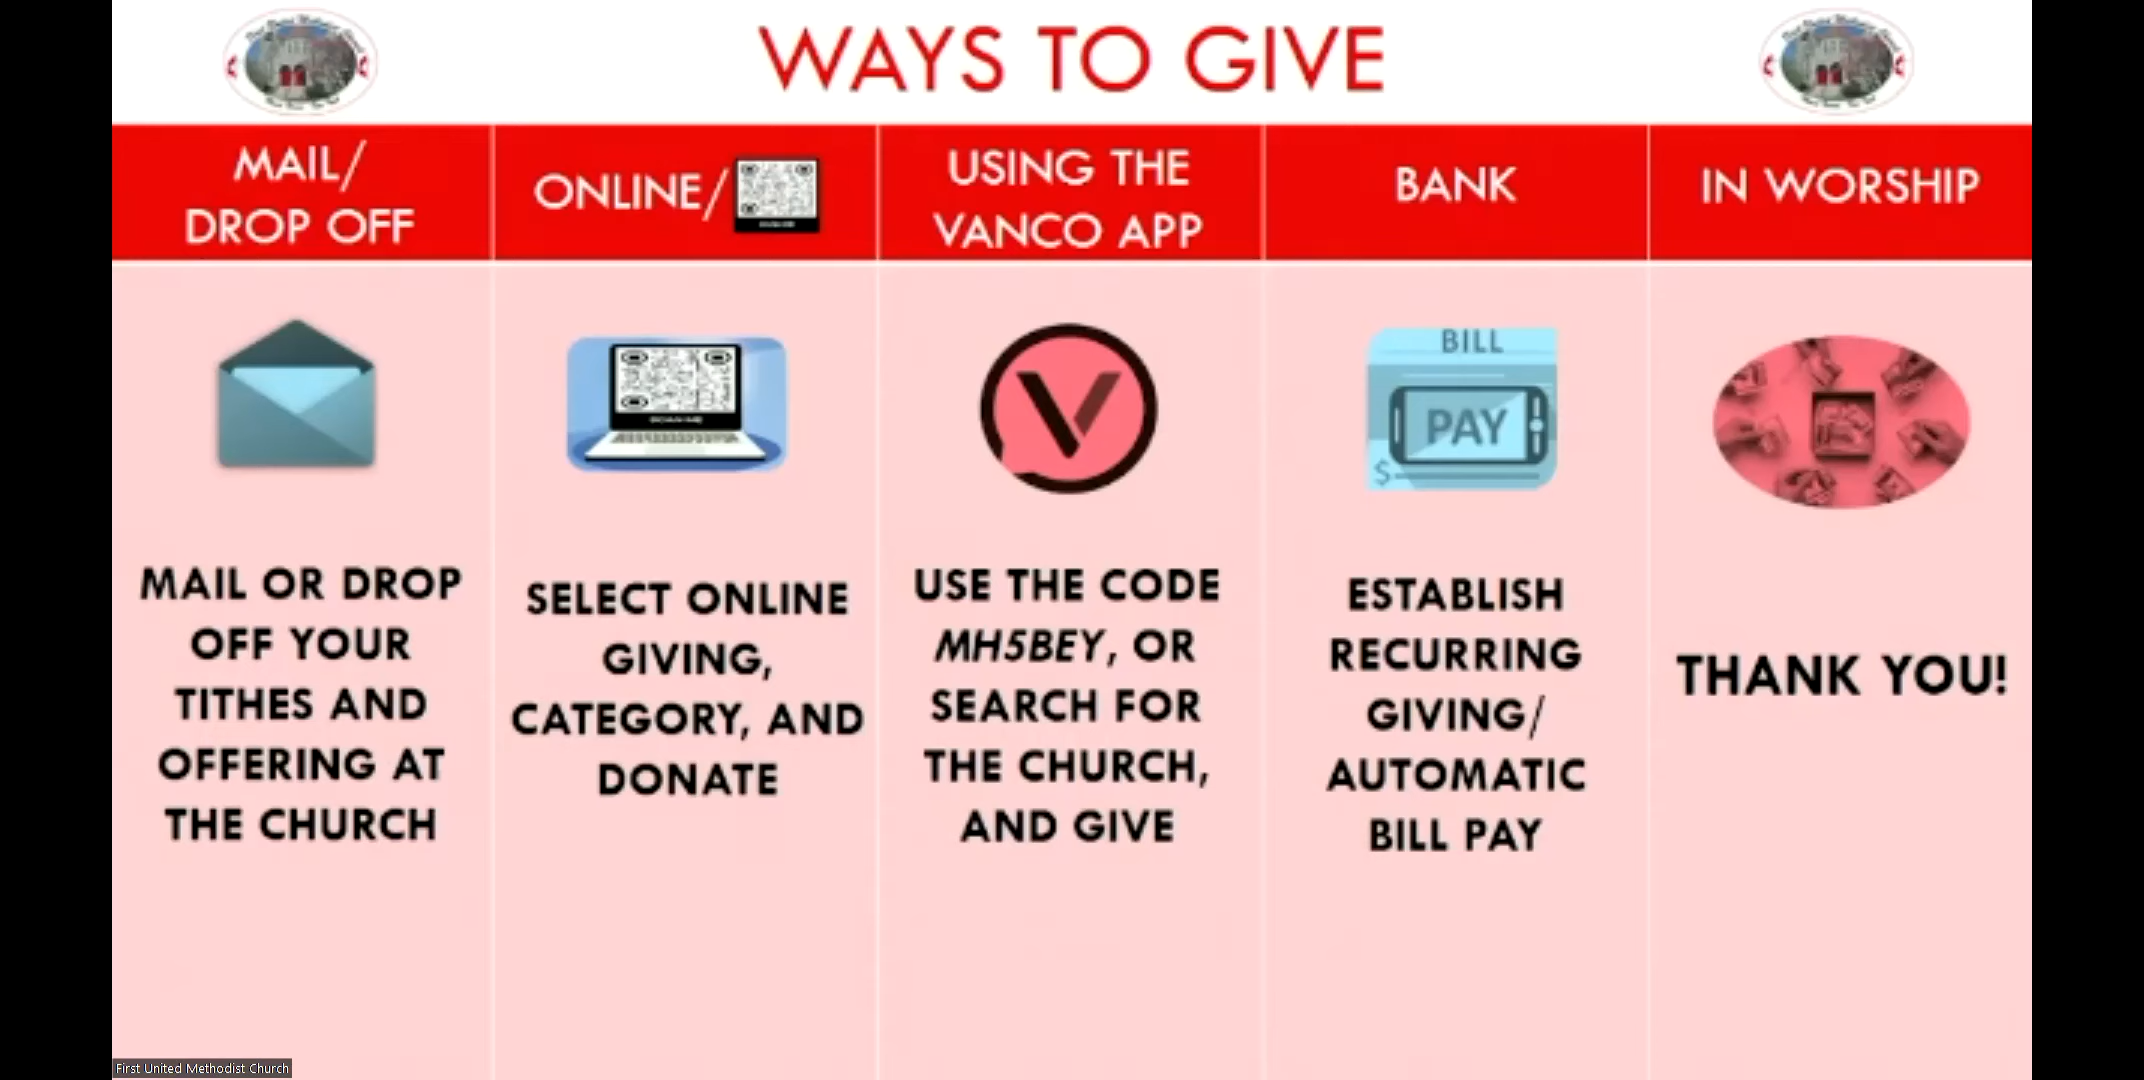 WAYS TO GIVE
MAIL/
DROP OFF
ONLINE/
USING THE
VANCO APP
BANK
IN WORSHIP
BILL
PAY
$
MAIL OR DROP
OFF YOUR
TITHES AND
OFFERING AT
THE CHURCH
SELECT ONLINE
GIVING,
CATEGORY, AND
DONATE
USE THE CODE
MH5BEY, OR
SEARCH FOR
THE CHURCH,
AND GIVE
ESTABLISH
RECURRING
GIVING/
AUTOMATIC
BILL PAY
THANK YOU!
First United Methodist Church